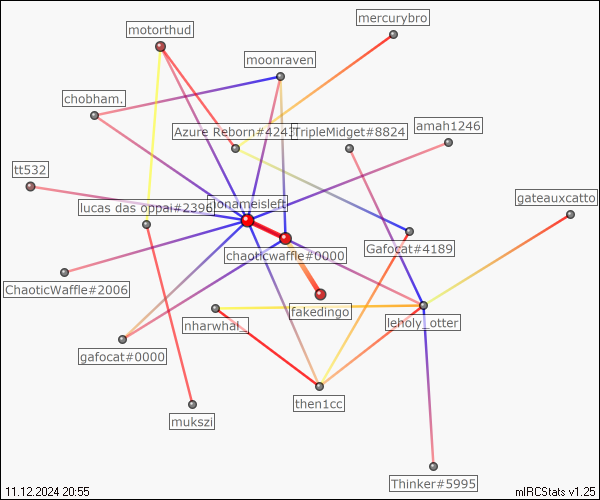 mercurybro
motorthud
moonraven
chobham.
amah1246
Azure Reborn#4243
TripleMidget#8824
tt532
gateauxcatto
nonameisleft
lucas das oppai#2396
Gafocat#4189
chaoticwaffle#0000
ChaoticWaffle#2006
fakedingo
leholy_otter
nharwhal_
gafocat#0000
then1cc
mukszi
Thinker#5995
11.12.2024 20:55
mIRCStats v1.25